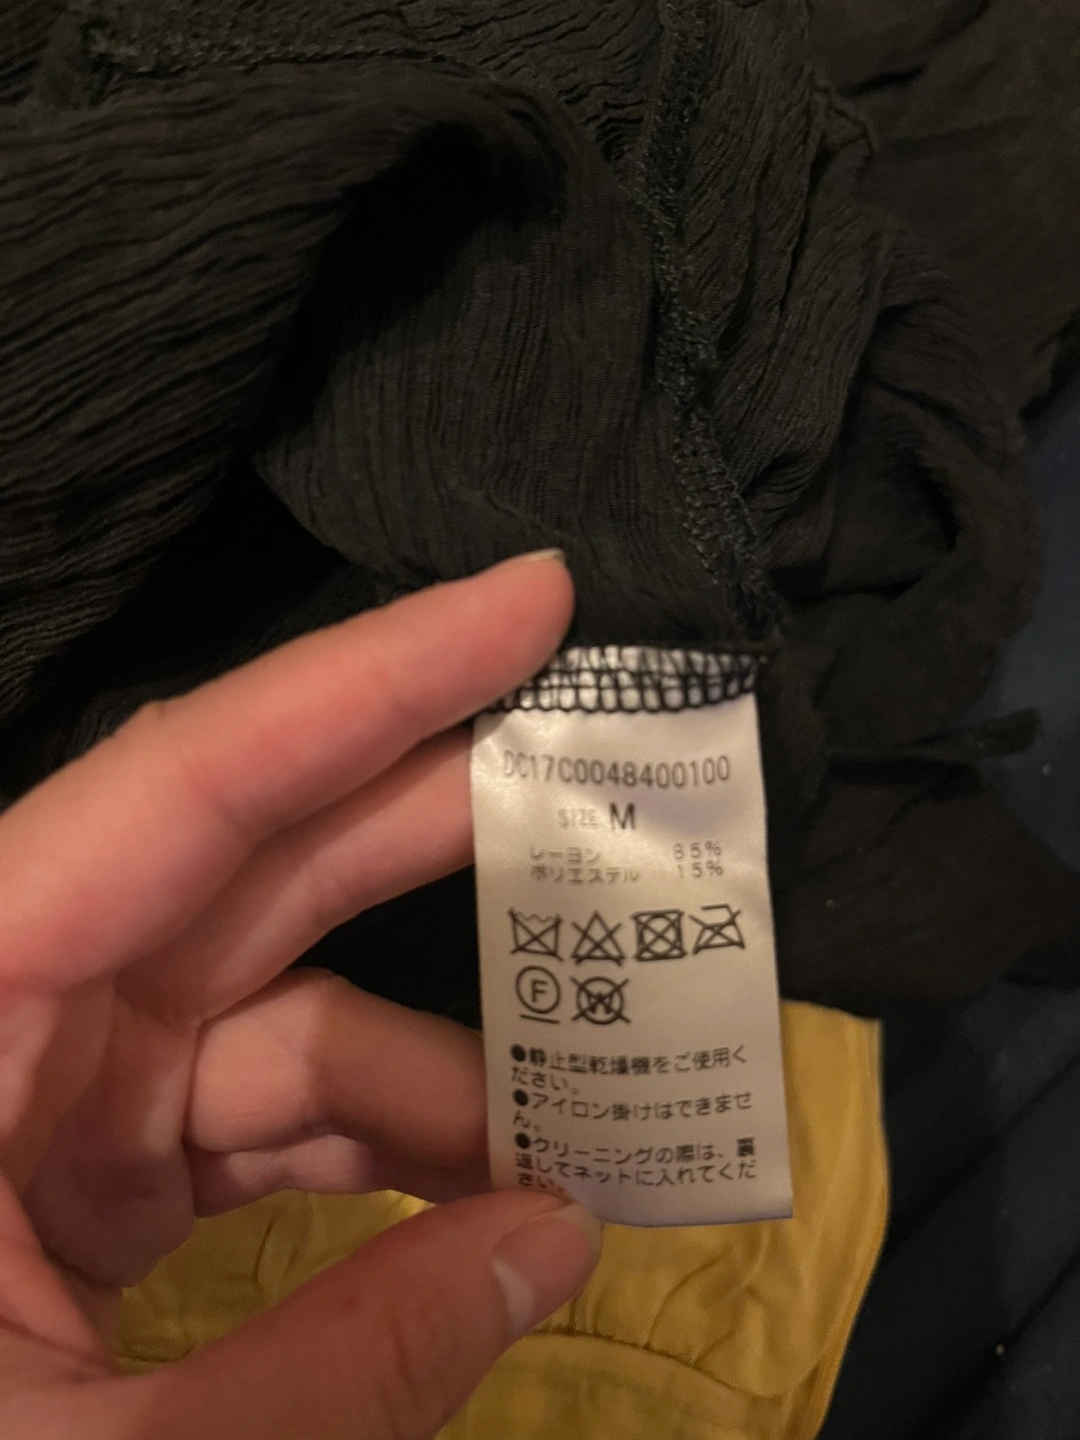 DC17C0048400100
SIZE M
レーヨン 85%
ポリエステル 15%
F
W
●静止型乾燥機をご使用く
ださい。
●アイロン掛けはできませ
ん。
●クリーニングの際は、裏
返してネットに入れてくだ
さい。